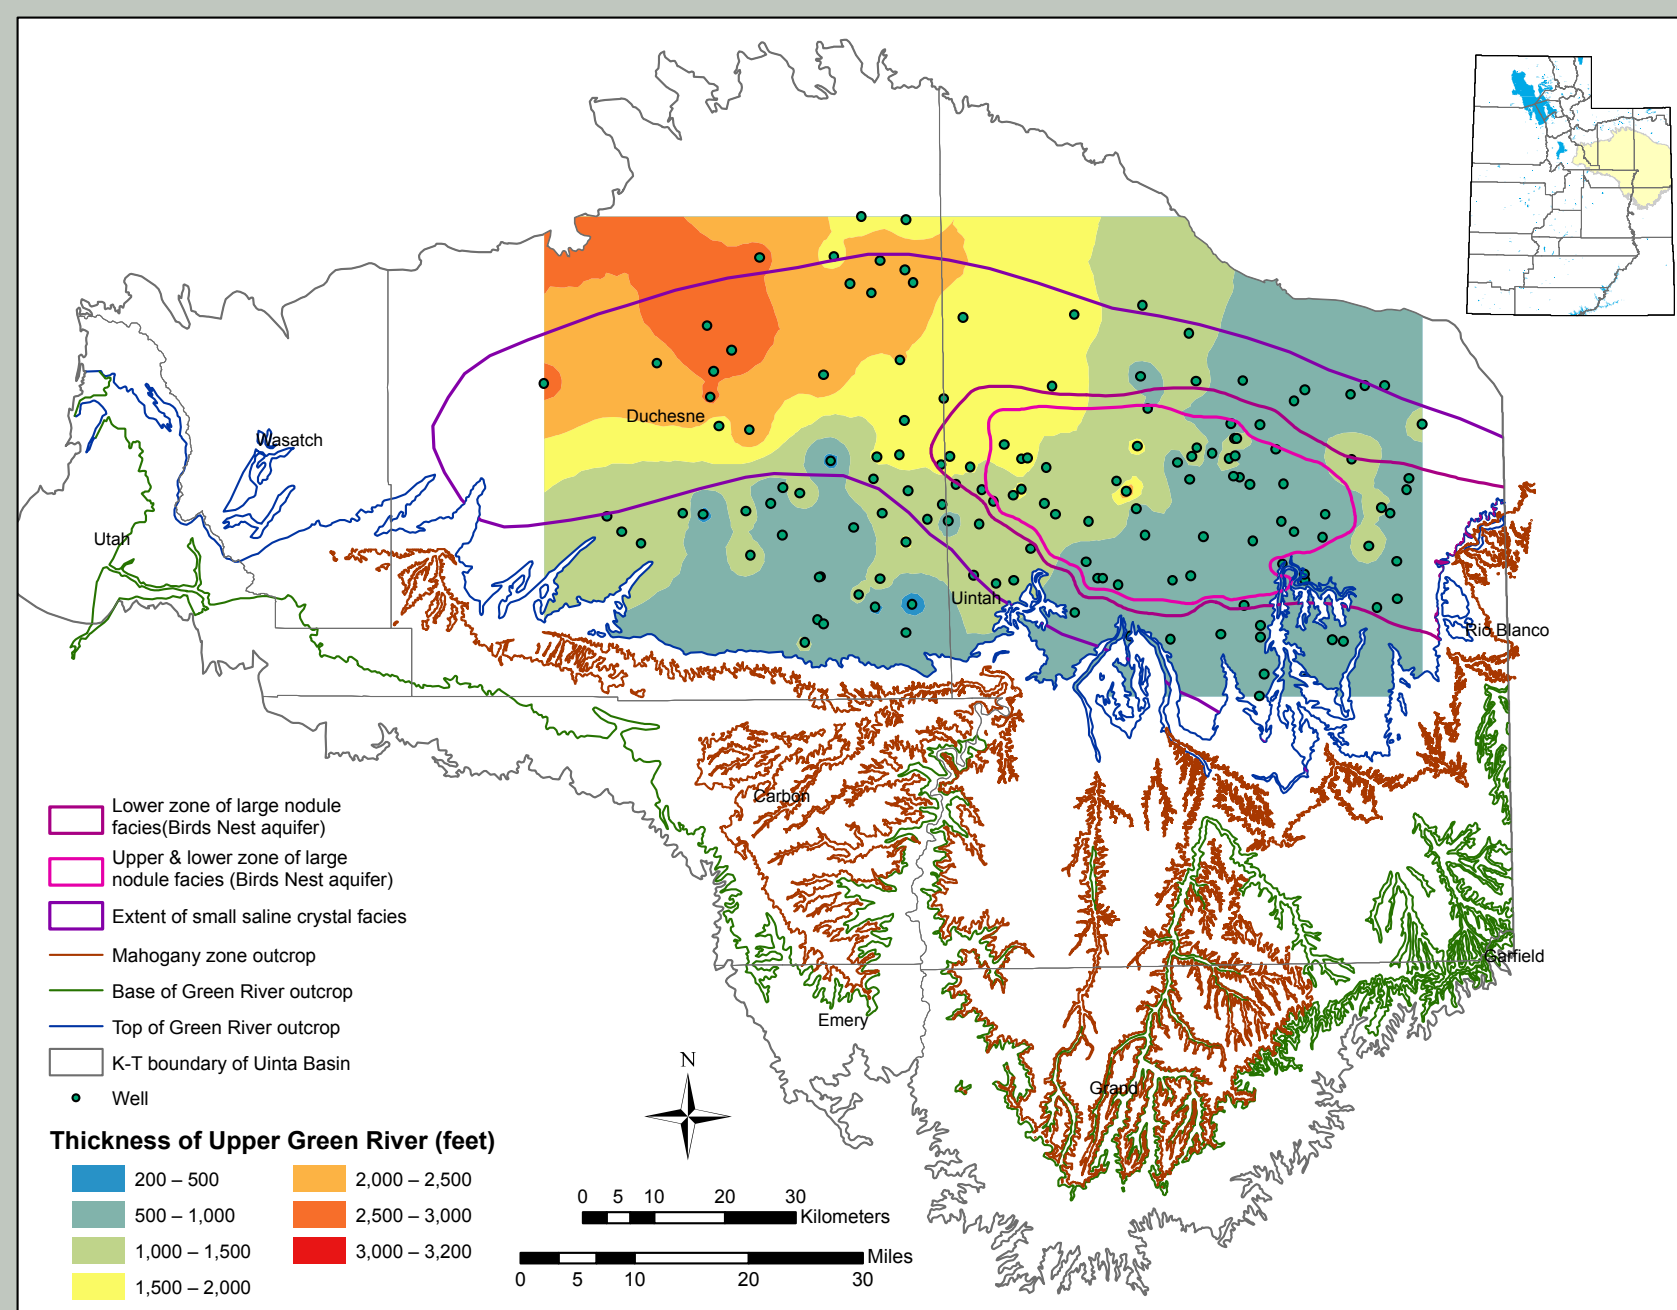 Duchesne
Wasatch
Utah
Uintah
Rio Blanco
Carbon
Emery
Garfield
Grand
Lower zone of large nodule
facies(Birds Nest aquifer)
Upper & lower zone of large
nodule facies (Birds Nest aquifer)
Extent of small saline crystal facies
Mahogany zone outcrop
Base of Green River outcrop
Top of Green River outcrop
K-T boundary of Uinta Basin
Well
N
Thickness of Upper Green River (feet)
200 – 500
500 – 1,000
1,000 – 1,500
1,500 – 2,000
2,000 – 2,500
2,500 – 3,000
3,000 – 3,200
0 5 10 20 30
Kilometers
Miles
0 5 10 20 30